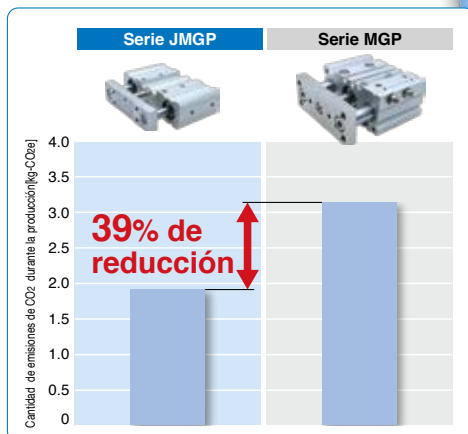 Serie JMGP
Serie MGP
Cantidad de emisiones de CO2 durante la producción[kg-CO2e]
4.0
3.5
3.0
2.5
2.0
1.5
1.0
0.5
0
39% de
reducción